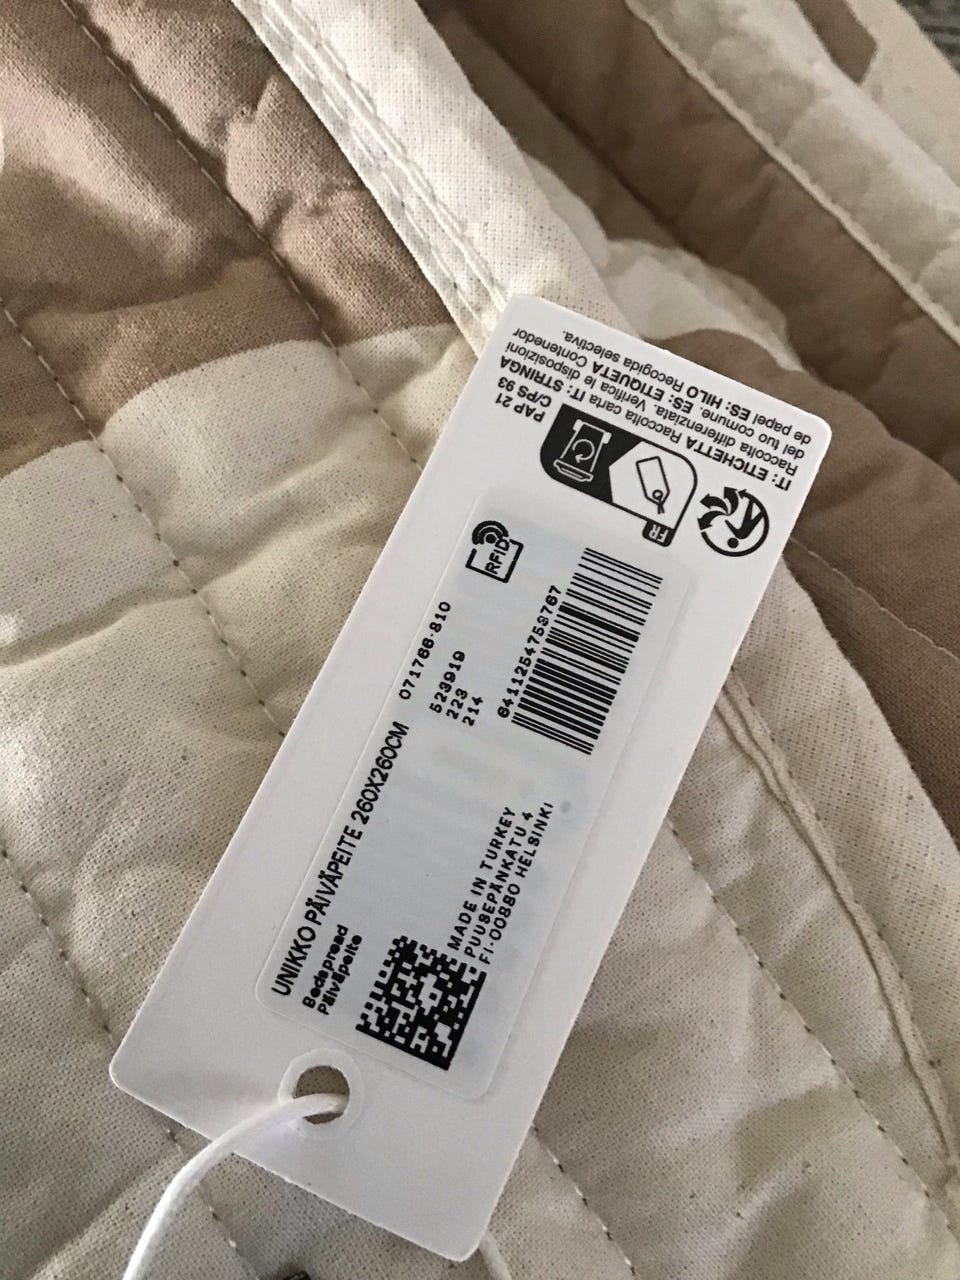 UNIKKO PÄIVÄPEITE 260X260CM
071766-810
Bedspread
Päiväpeite
523919
223
214
MADE IN TURKEY
PUUSEPÄNKATU 4
FI-00880 HELSINKI
6411254753767
RFID
FR
PAP 21
C/PS 93
IT: ETICHETTA Raccolta carta IT: STRINGA
Raccolta differenziata. Verifica le disposizioni
del tuo comune. ES: ETIQUETA Contenedor
de papel ES: HILO Recogida selectiva.